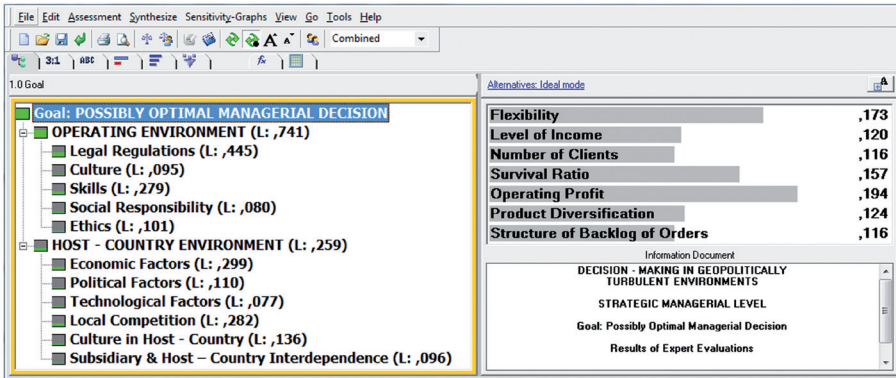 File Edit Assessment Synthesize Sensitivity-Graphs View Go Tools Help
Combined
3:1 ABC fx
1.0 Goal
Goal: POSSIBLY OPTIMAL MANAGERIAL DECISION
OPERATING ENVIRONMENT (L: ,741)
Legal Regulations (L: ,445)
Culture (L: ,095)
Skills (L: ,279)
Social Responsibility (L: ,080)
Ethics (L: ,101)
HOST - COUNTRY ENVIRONMENT (L: ,259)
Economic Factors (L: ,299)
Political Factors (L: ,110)
Technological Factors (L: ,077)
Local Competition (L: ,282)
Culture in Host - Country (L: ,136)
Subsidiary & Host – Country Interdependence (L: ,096)
Alternatives: Ideal mode
Flexibility ,173
Level of Income ,120
Number of Clients ,116
Survival Ratio ,157
Operating Profit ,194
Product Diversification ,124
Structure of Backlog of Orders ,116
Information Document
DECISION - MAKING IN GEOPOLITICALLY
TURBULENT ENVIRONMENTS
STRATEGIC MANAGERIAL LEVEL
Goal: Possibly Optimal Managerial Decision
Results of Expert Evaluations